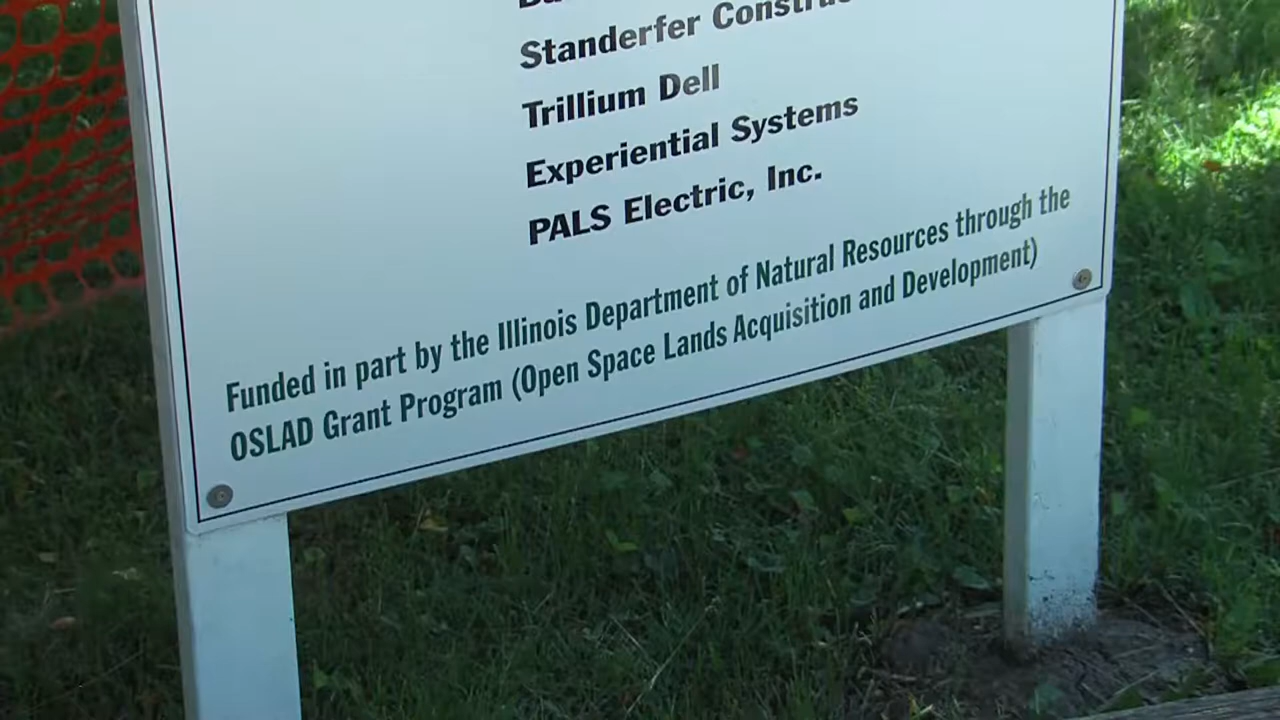 Standerfer
Trillium Dell
Experiential Systems
PALS Electric, Inc.
Funded in part by the Illinois Department of Natural Resources through the
OSLAD Grant Program (Open Space Lands Acquisition and Development)